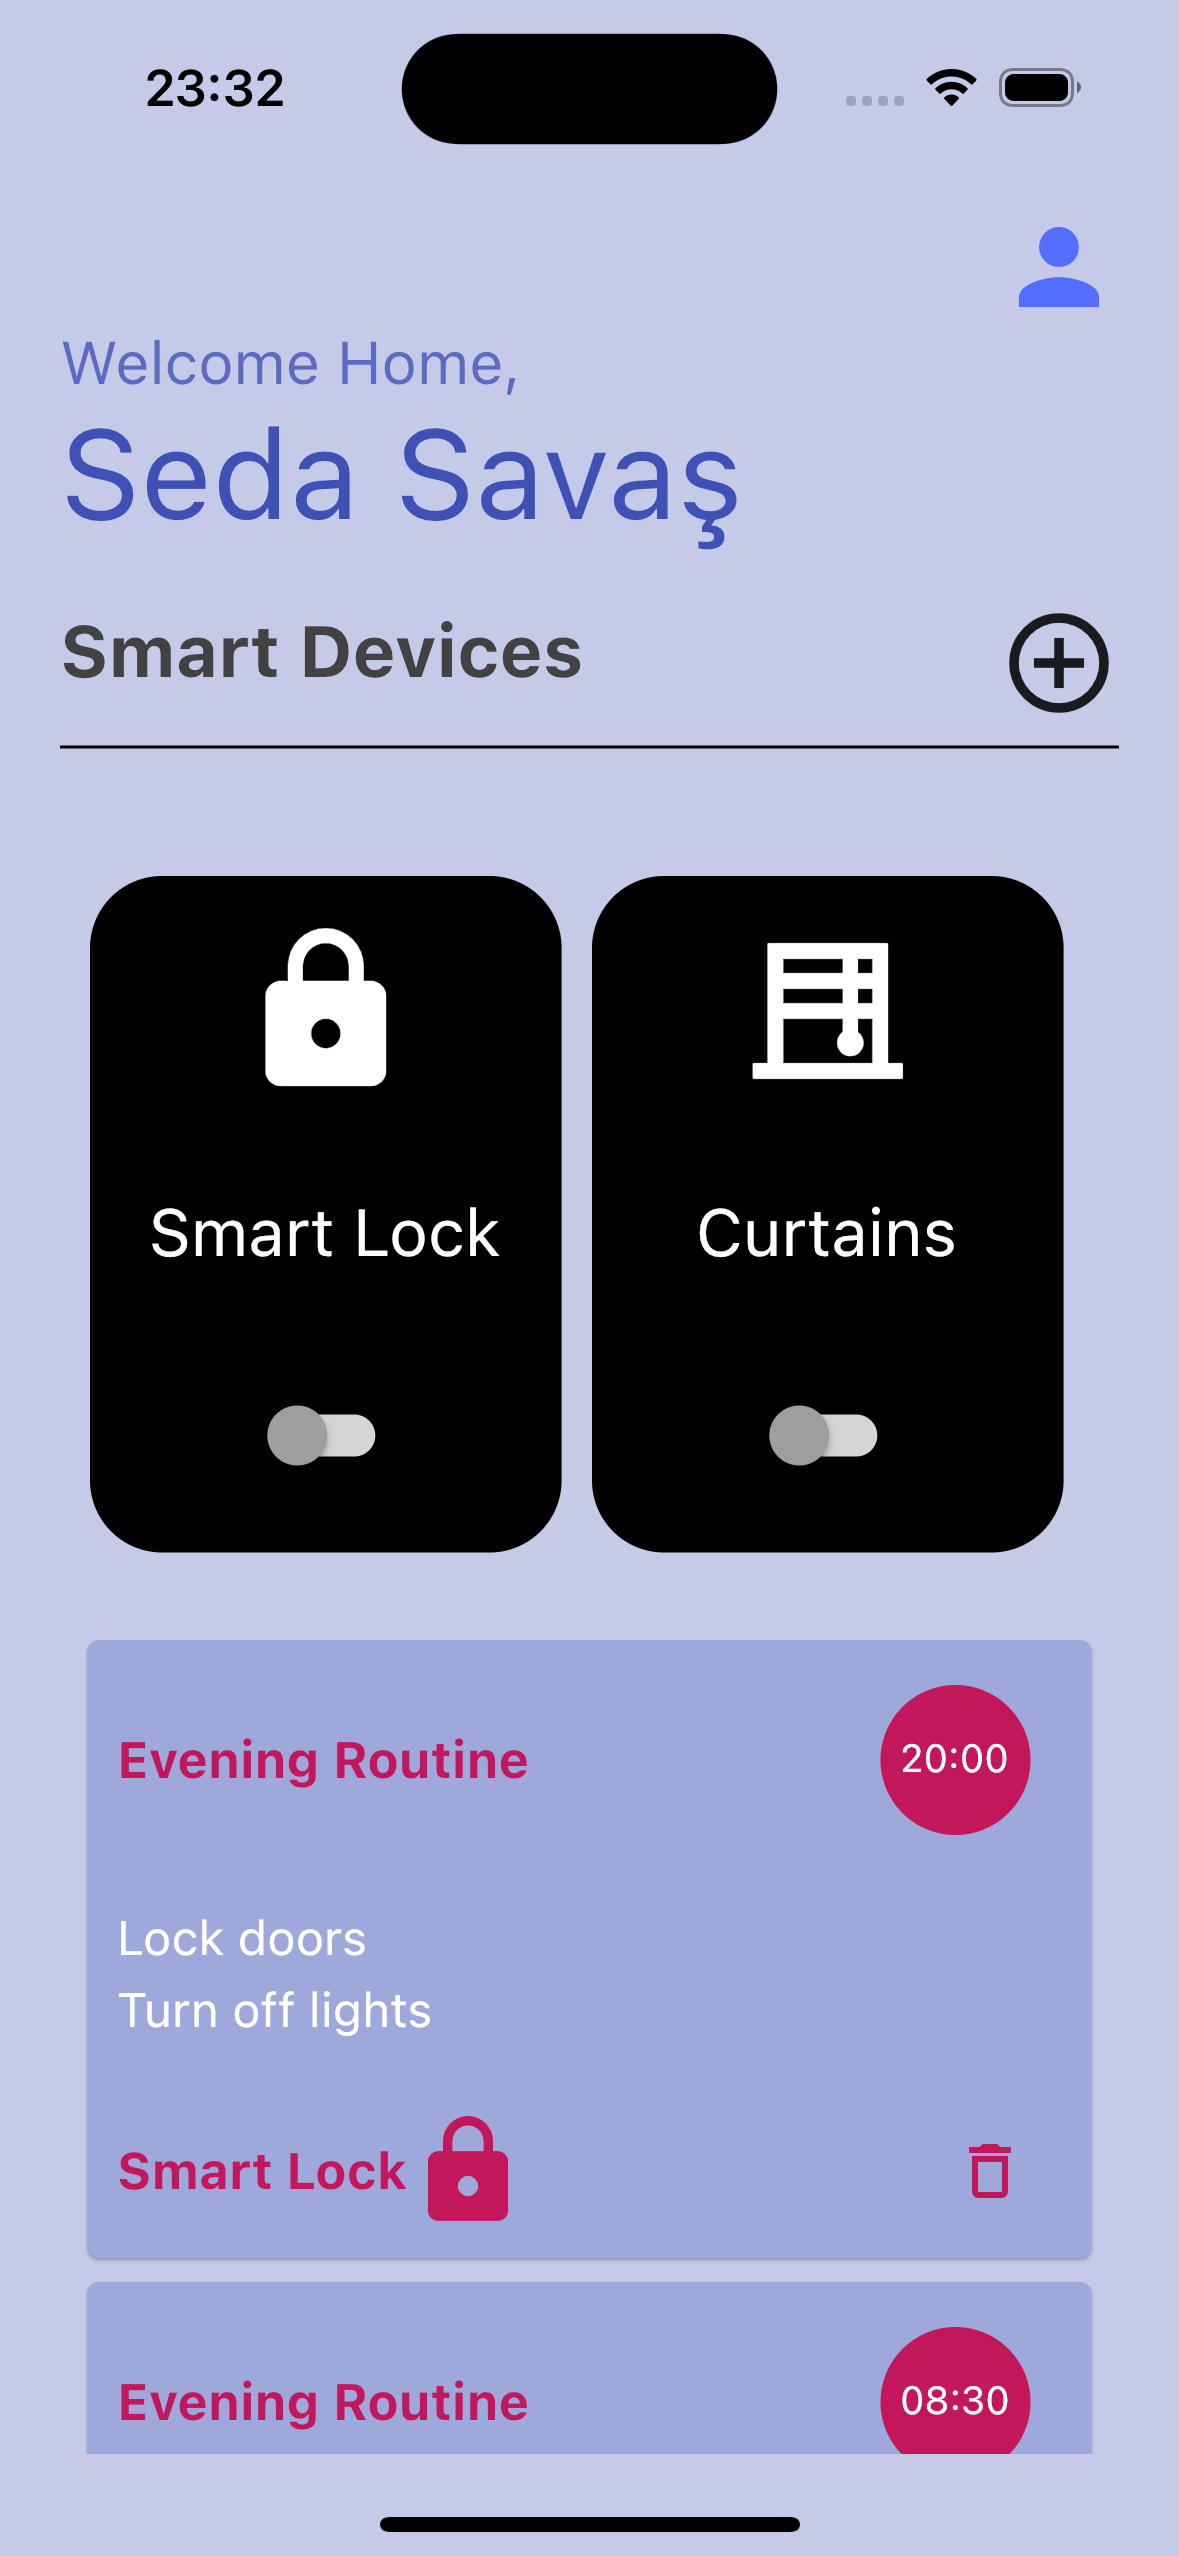 23:32
Welcome Home,
Seda Savaş
Smart Devices
Smart Lock
Curtains
Evening Routine
20:00
Lock doors
Turn off lights
Smart Lock
Evening Routine
08:30